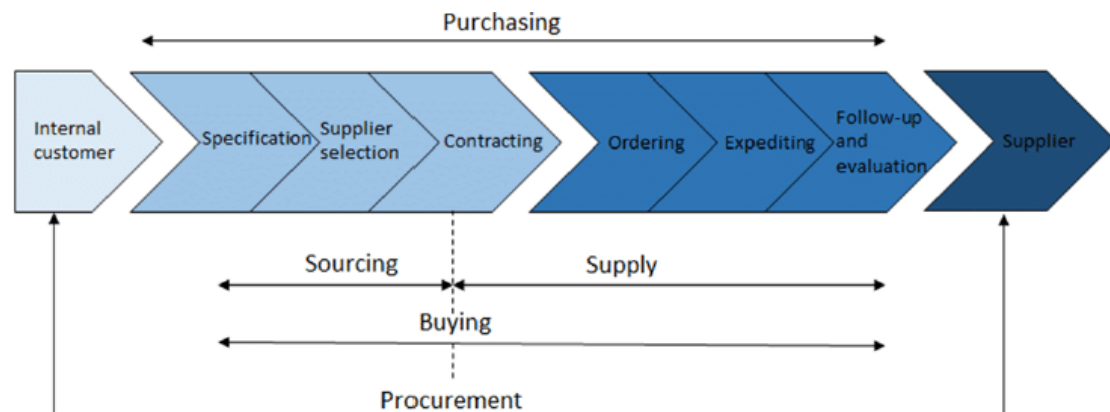 Purchasing
Internal
customer
Specification
Supplier
selection
Contracting
Ordering
Expediting
Follow-up
and
evaluation
Supplier
Sourcing
Supply
Buying
Procurement